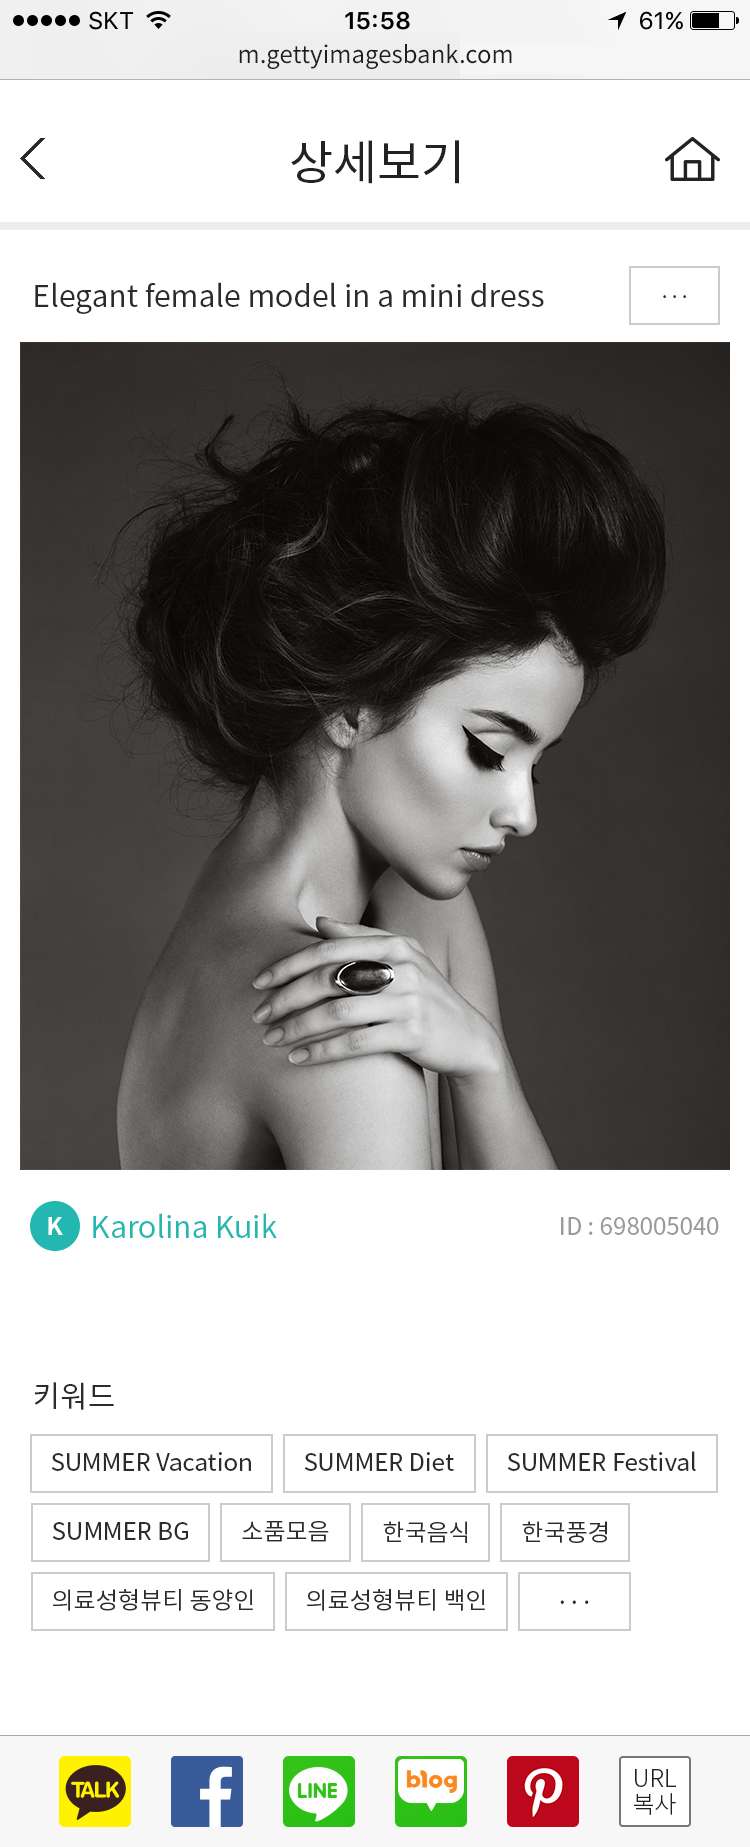 SKT 15:58 61%
m.gettyimagesbank.com
상세보기
Elegant female model in a mini dress ...
K Karolina Kuik ID : 698005040
키워드
SUMMER Vacation SUMMER Diet SUMMER Festival
SUMMER BG 소품모음 한국음식 한국풍경
의료성형뷰티 동양인 의료성형뷰티 백인 ...
TALK f LINE blog P URL
복사